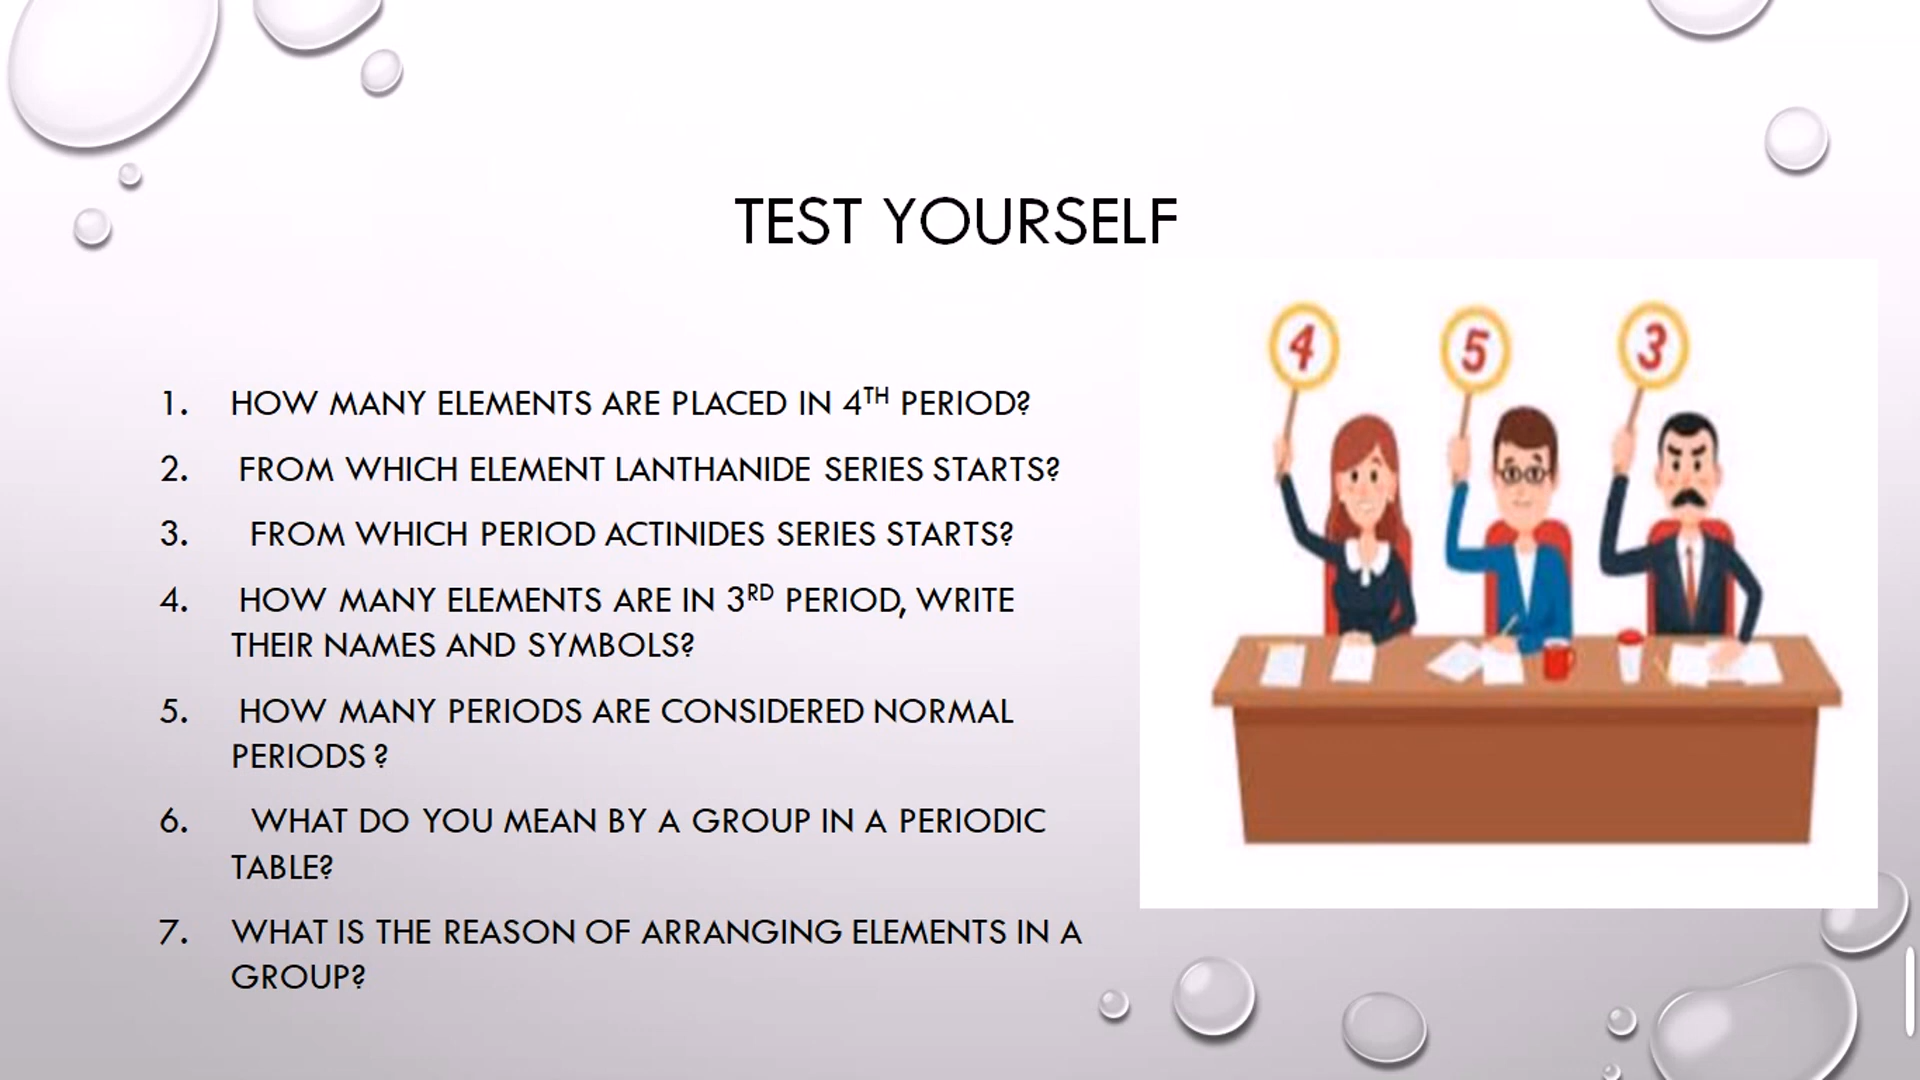 TEST YOURSELF
4
5
3
1. HOW MANY ELEMENTS ARE PLACED IN 4TH PERIOD?
2. FROM WHICH ELEMENT LANTHANIDE SERIES STARTS?
3. FROM WHICH PERIOD ACTINIDES SERIES STARTS?
4. HOW MANY ELEMENTS ARE IN 3RD PERIOD, WRITE
THEIR NAMES AND SYMBOLS?
5. HOW MANY PERIODS ARE CONSIDERED NORMAL
PERIODS ?
6. WHAT DO YOU MEAN BY A GROUP IN A PERIODIC
TABLE?
7. WHAT IS THE REASON OF ARRANGING ELEMENTS IN A
GROUP?